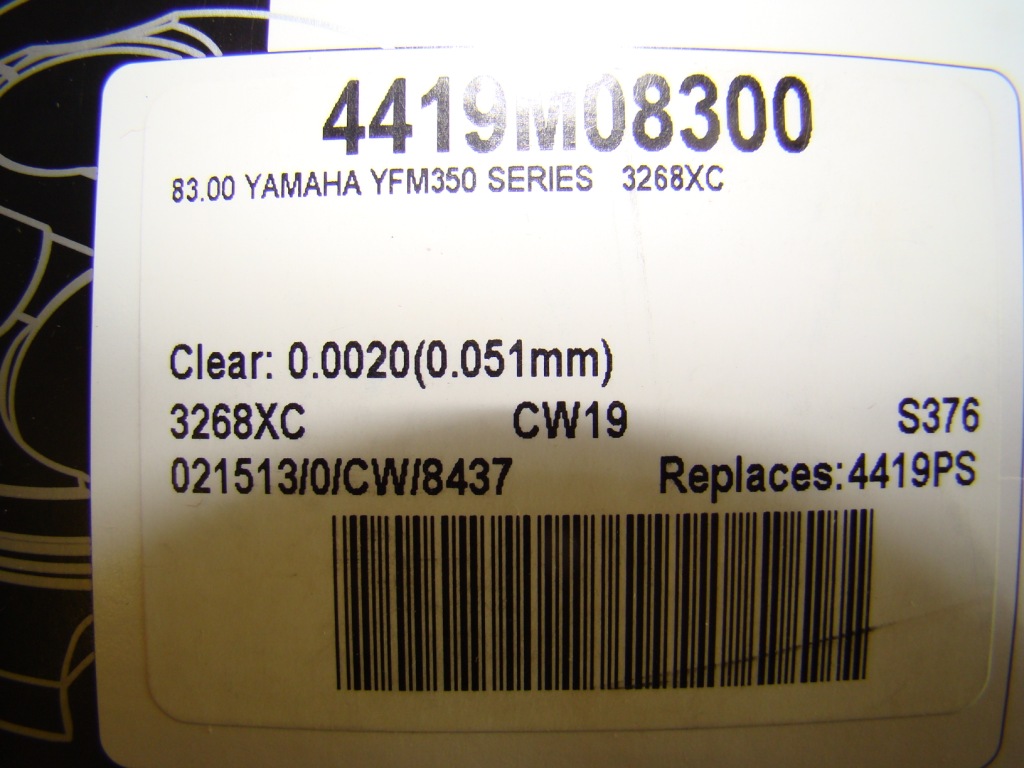 4419M08300
83.00 YAMAHA YFM350 SERIES 3268XC
Clear: 0.0020(0.051mm)
3268XC CW19 S376
021513/0/CW/8437 Replaces:4419PS